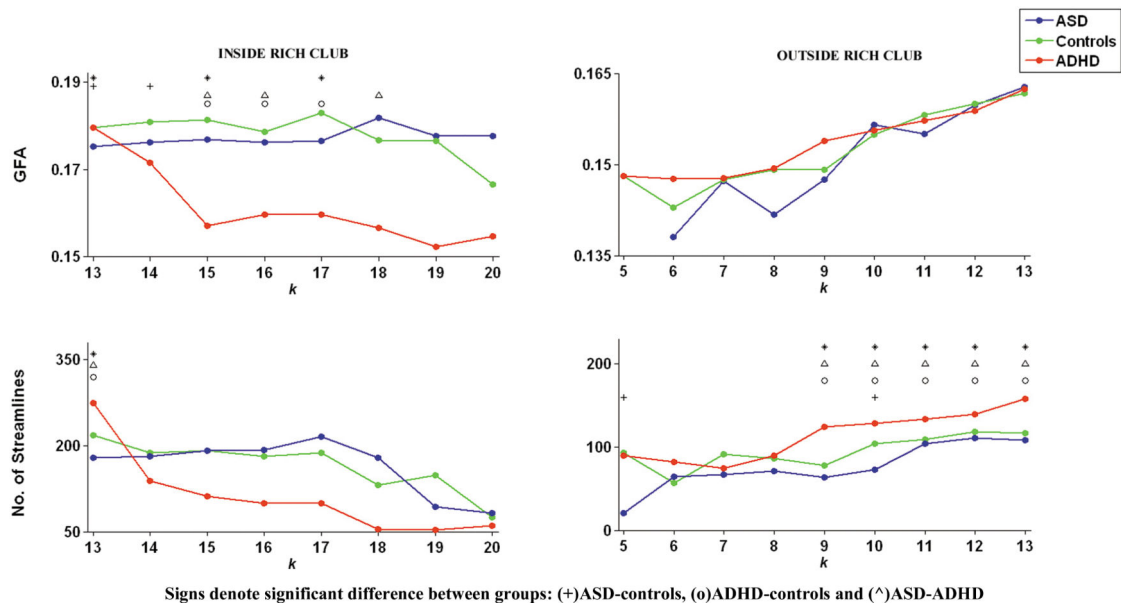 ASD
Controls
ADHD
INSIDE RICH CLUB
OUTSIDE RICH CLUB
GFA
0.19
0.17
0.15
13 14 15 16 17 18 19 20
k
0.165
0.15
0.135
5 6 7 8 9 10 11 12 13
k
No. of Streamlines
350
200
50
13 14 15 16 17 18 19 20
k
200
100
0
5 6 7 8 9 10 11 12 13
k
Signs denote significant difference between groups: (+)ASD-controls, (o)ADHD-controls and (^)ASD-ADHD